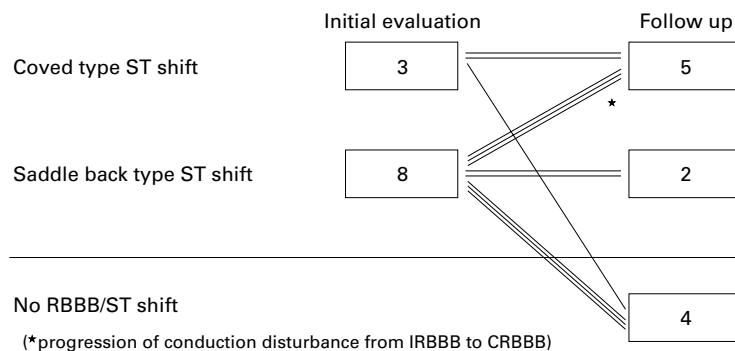 Initial evaluation Follow up
Coved type ST shift 3 5
★
Saddle back type ST shift 8 2
No RBBB/ST shift 4
(★progression of conduction disturbance from IRBBB to CRBBB)